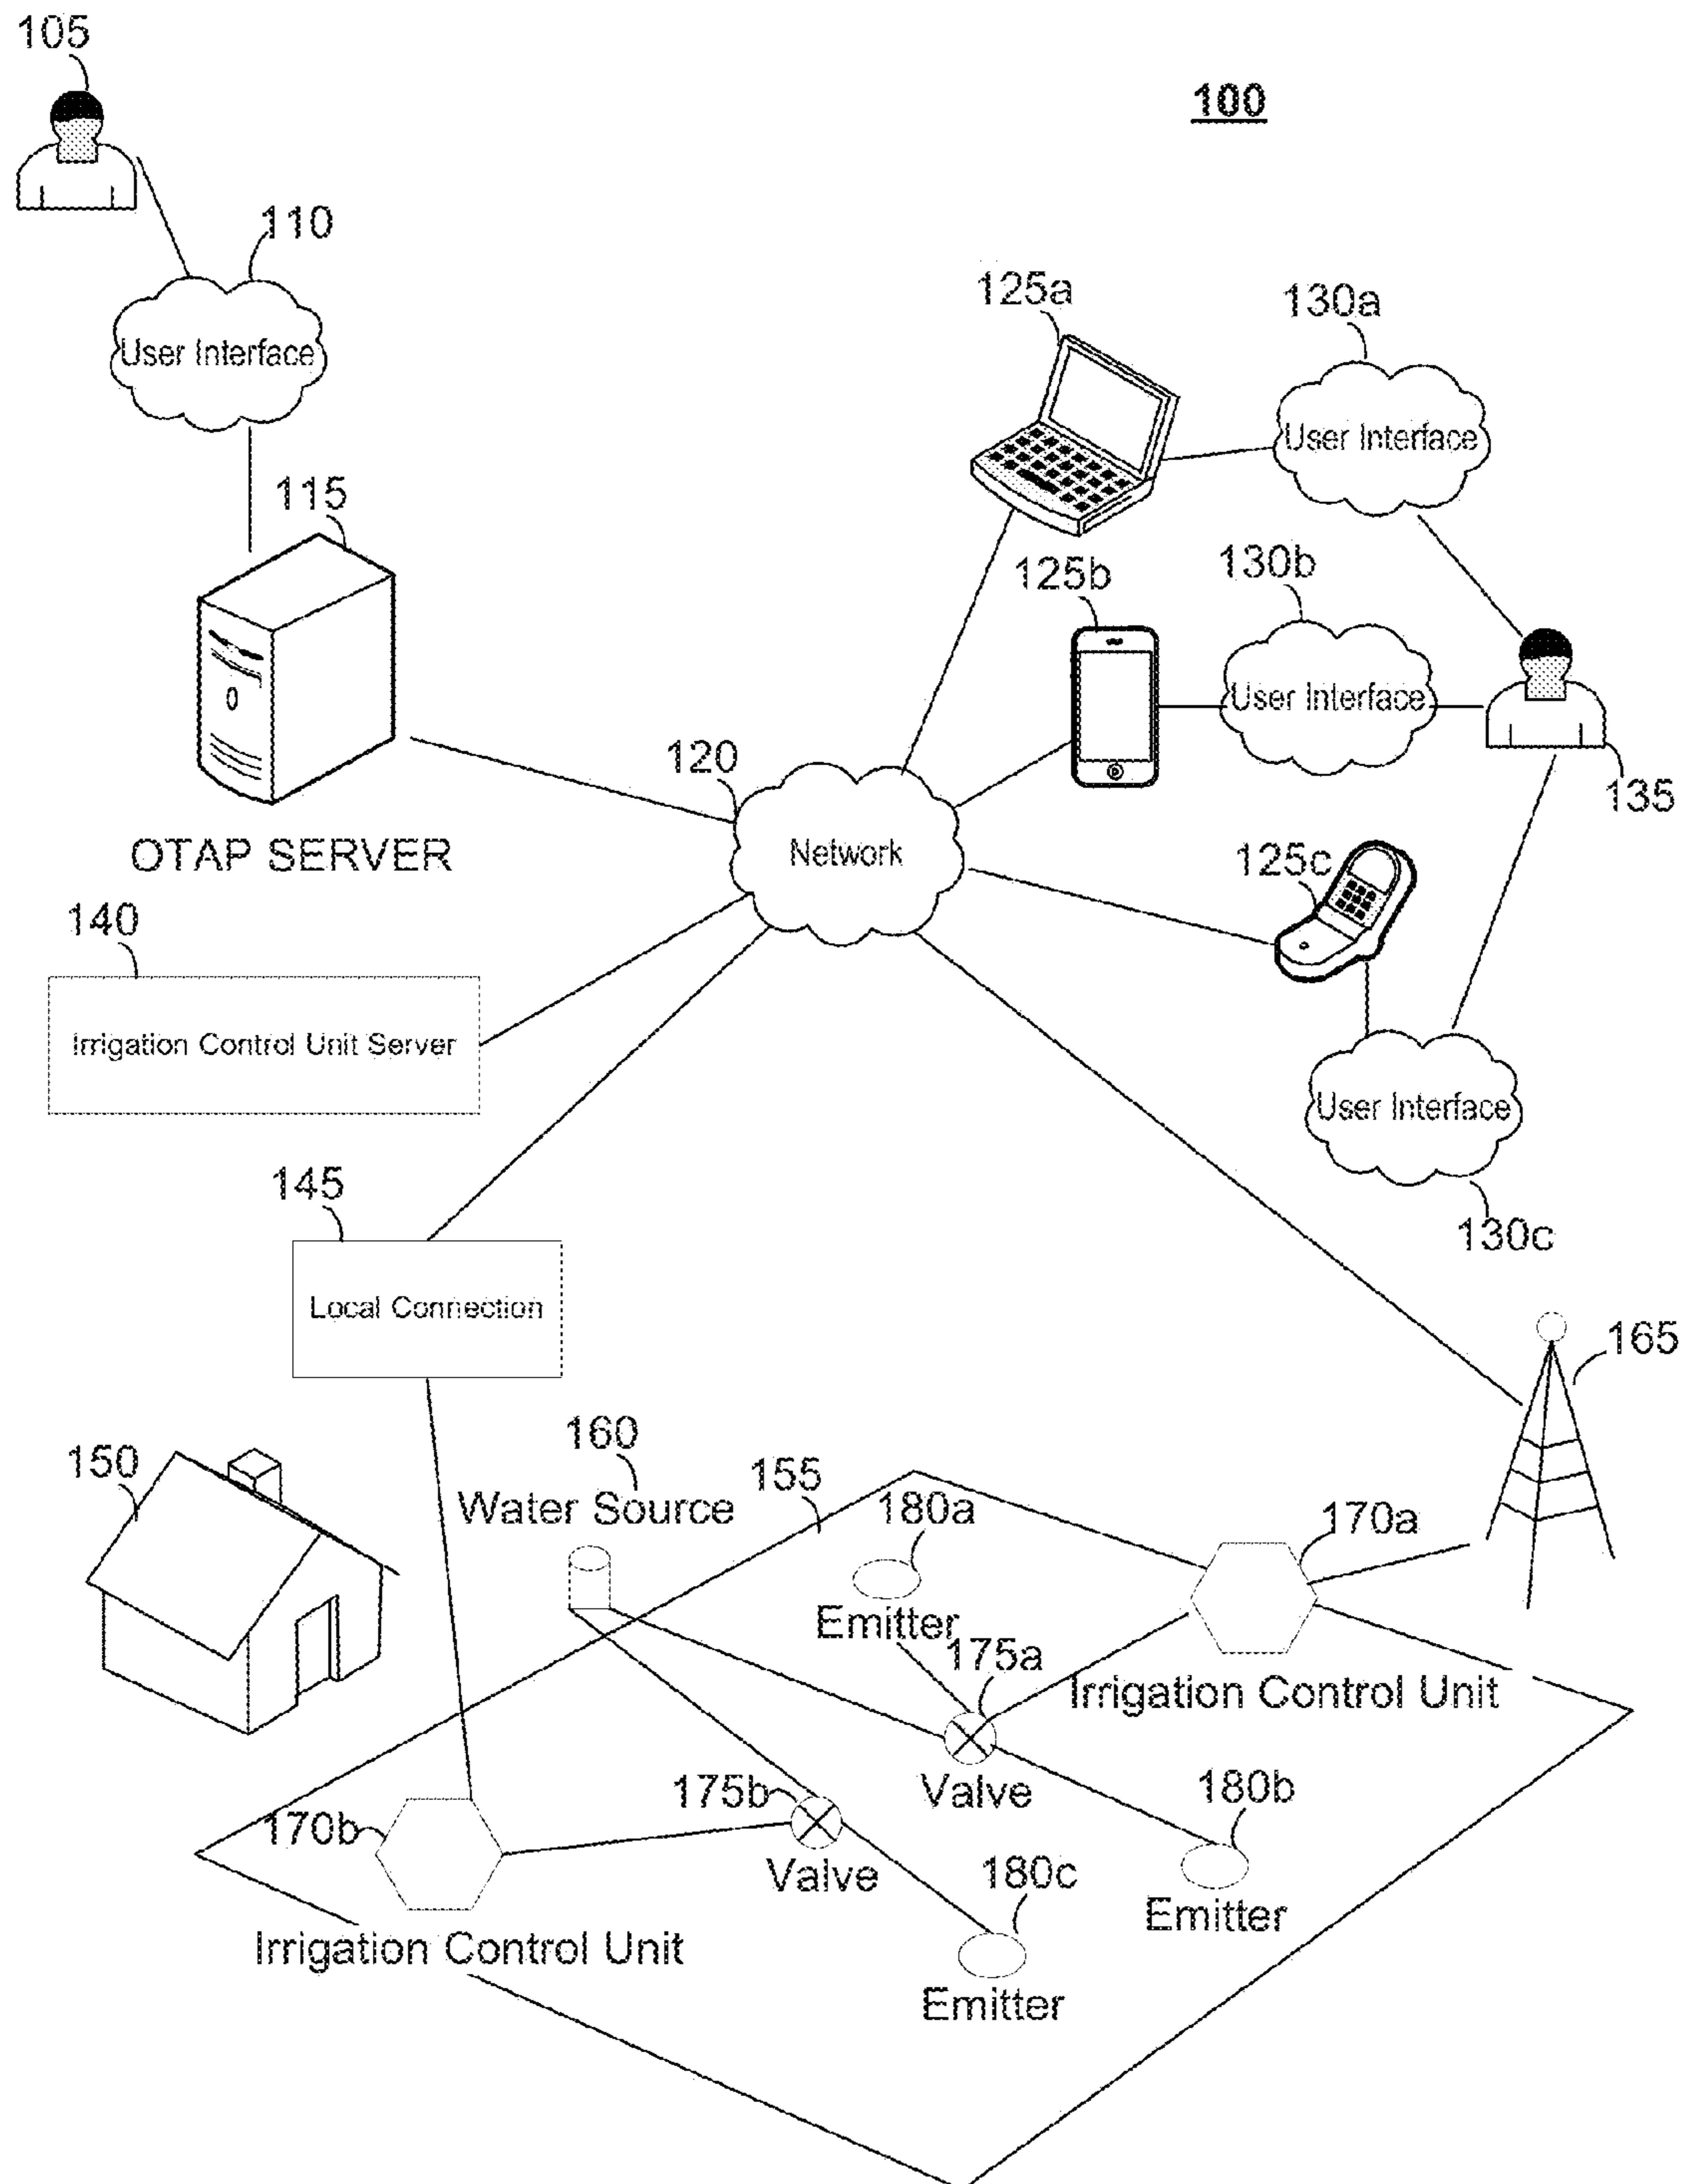 105
100
110
User Interface
125a
130a
User Interface
115
125b
130b
User Interface
135
120
Network
OTAP SERVER
125c
140
Irrigation Control Unit Server
User Interface
130c
145
Local Connection
165
150
160
Water Source
155
180a
Emitter
170a
Irrigation Control Unit
175a
Valve
175b
Valve
180b
Emitter
170b
Irrigation Control Unit
180c
Emitter